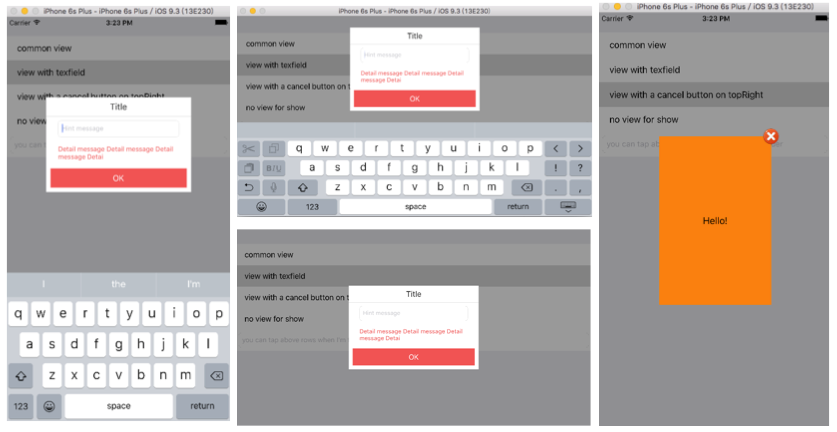 iPhone 6s Plus - iPhone 6s Plus / iOS 9.3 (13E230)
Carrier 3:23 PM
common view
view with texfield
view with a cancel button on topRight
Title
no view
Hint message
you can
Detail message Detail message Detail
message Detai
OK
I the I'm
q w e r t y u i o p
a s d f g h j k l
z x c v b n m
123 space return
iPhone 6s Plus - iPhone 6s Plus / iOS 9.3 (13E230)
Title
common view
Hint message
view with texfield
Detail message Detail message Detail
message Detai
view with a cancel button on t
OK
no view for show
q w e r t y u i o p < >
B/U a s d f g h j k l ! ?
z x c v b n m . ,
123 space return
common view
view with texfield
Title
view with a cancel button on t
Hint message
no view for show
Detail message Detail message Detail
message Detai
you can tap above rows when I'm
OK
iPhone 6s Plus - iPhone 6s Plus / iOS 9.3 (13E230)
Carrier 3:23 PM
common view
view with texfield
view with a cancel button on topRight
no view for show
you can tap ab
Hello!